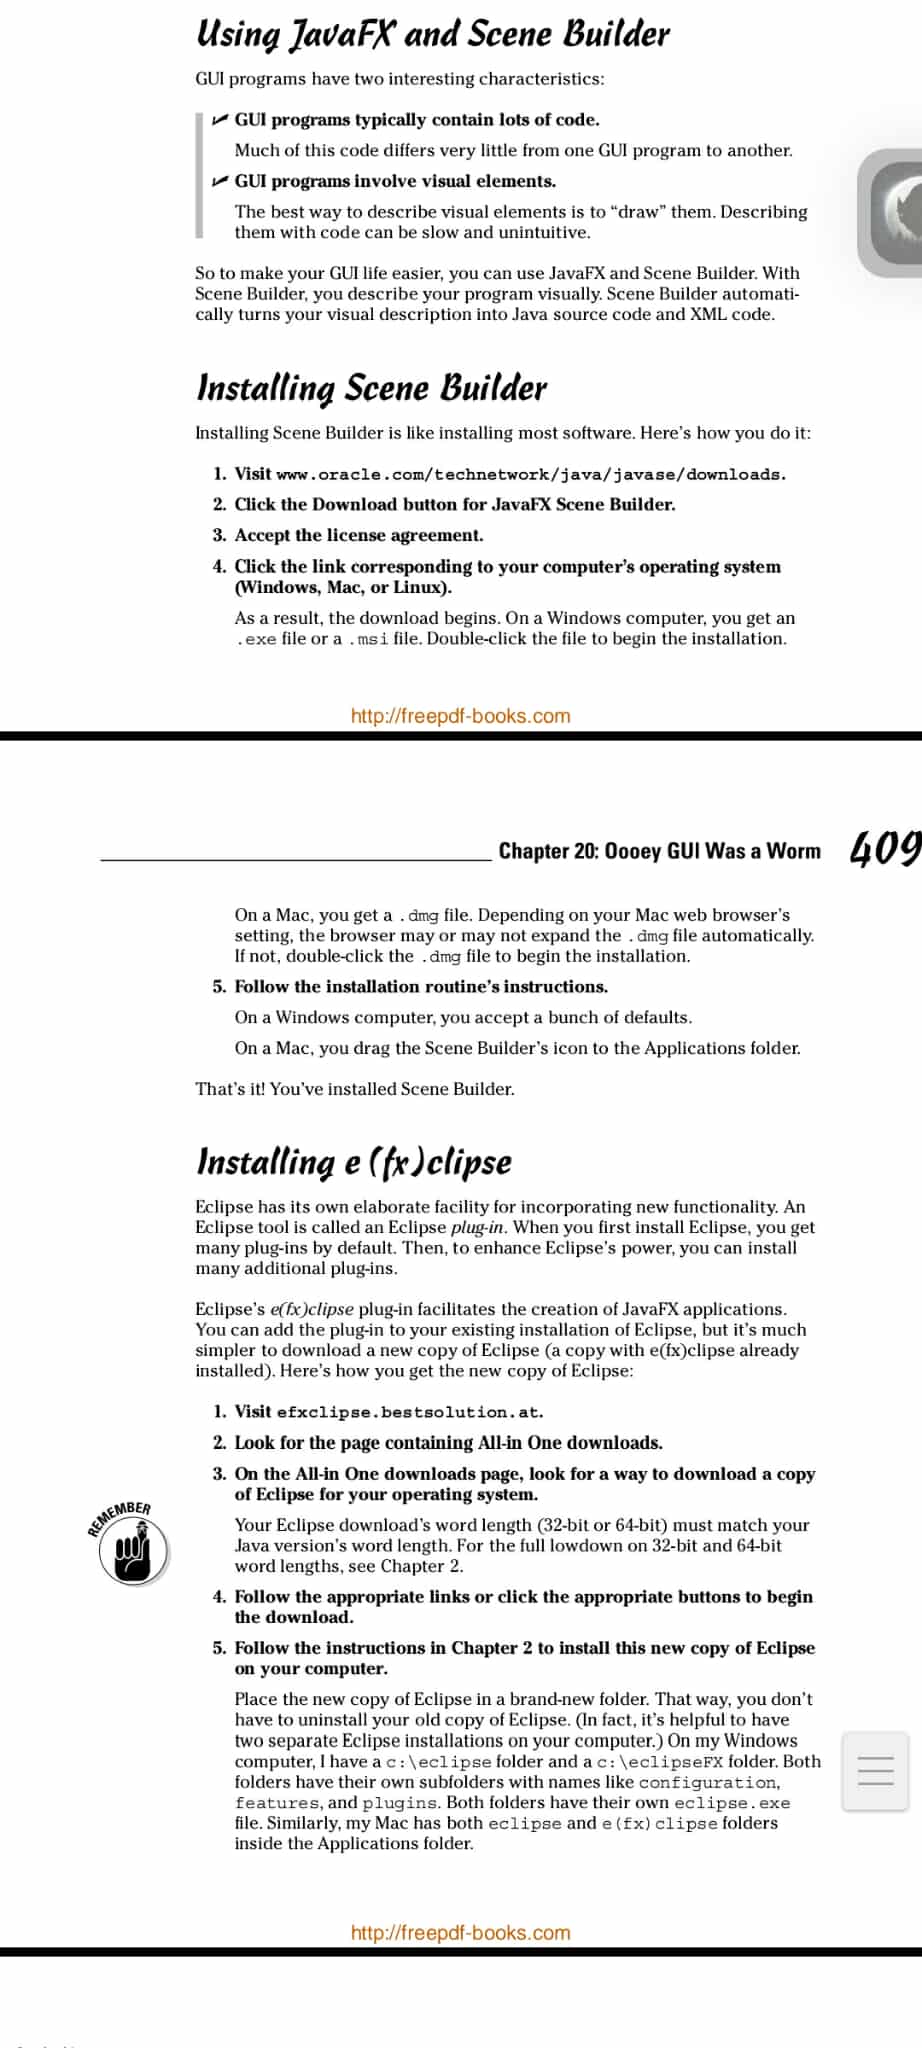 Using JavaFX and Scene Builder
GUI programs have two interesting characteristics:
GUI programs typically contain lots of code.
Much of this code differs very little from one GUI program to another.
GUI programs involve visual elements.
The best way to describe visual elements is to “draw” them. Describing
them with code can be slow and unintuitive.
So to make your GUI life easier, you can use JavaFX and Scene Builder. With
Scene Builder, you describe your program visually. Scene Builder automati-
cally turns your visual description into Java source code and XML code.
Installing Scene Builder
Installing Scene Builder is like installing most software. Here’s how you do it:
1. Visit www.oracle.com/technetwork/java/javase/downloads.
2. Click the Download button for JavaFX Scene Builder.
3. Accept the license agreement.
4. Click the link corresponding to your computer’s operating system
(Windows, Mac, or Linux).
As a result, the download begins. On a Windows computer, you get an
.exe file or a .msi file. Double-click the file to begin the installation.
http://freepdf-books.com
Chapter 20: Oooey GUI Was a Worm 409
On a Mac, you get a .dmg file. Depending on your Mac web browser’s
setting, the browser may or may not expand the .dmg file automatically.
If not, double-click the .dmg file to begin the installation.
5. Follow the installation routine’s instructions.
On a Windows computer, you accept a bunch of defaults.
On a Mac, you drag the Scene Builder’s icon to the Applications folder.
That’s it! You’ve installed Scene Builder.
Installing e(fx)clipse
Eclipse has its own elaborate facility for incorporating new functionality. An
Eclipse tool is called an Eclipse plug-in. When you first install Eclipse, you get
many plug-ins by default. Then, to enhance Eclipse’s power, you can install
many additional plug-ins.
Eclipse’s e(fx)clipse plug-in facilitates the creation of JavaFX applications.
You can add the plug-in to your existing installation of Eclipse, but it’s much
simpler to download a new copy of Eclipse (a copy with e(fx)clipse already
installed). Here’s how you get the new copy of Eclipse:
1. Visit efxclipse.bestsolution.at.
2. Look for the page containing All-in One downloads.
3. On the All-in One downloads page, look for a way to download a copy
of Eclipse for your operating system.
REMEMBER
Your Eclipse download’s word length (32-bit or 64-bit) must match your
Java version’s word length. For the full lowdown on 32-bit and 64-bit
word lengths, see Chapter 2.
4. Follow the appropriate links or click the appropriate buttons to begin
the download.
5. Follow the instructions in Chapter 2 to install this new copy of Eclipse
on your computer.
Place the new copy of Eclipse in a brand-new folder. That way, you don’t
have to uninstall your old copy of Eclipse. (In fact, it’s helpful to have
two separate Eclipse installations on your computer.) On my Windows
computer, I have a c:\eclipse folder and a c:\eclipseFX folder. Both
folders have their own subfolders with names like configuration,
features, and plugins. Both folders have their own eclipse.exe
file. Similarly, my Mac has both eclipse and e(fx)clipse folders
inside the Applications folder.
http://freepdf-books.com